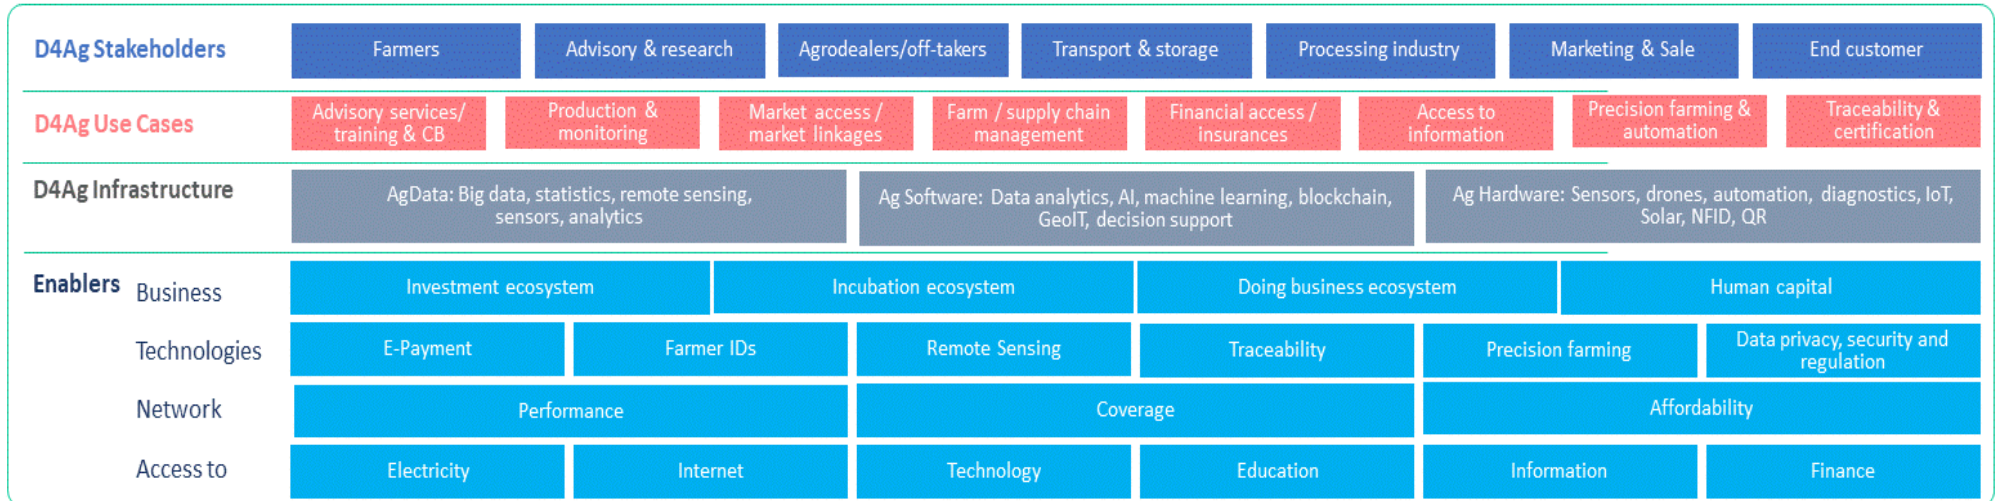 D4Ag Stakeholders
Farmers
Advisory & research
Agrodealers/off-takers
Transport & storage
Processing industry
Marketing & Sale
End customer
D4Ag Use Cases
Advisory services/
training & CB
Production &
monitoring
Market access /
market linkages
Farm / supply chain
management
Financial access /
insurances
Access to
information
Precision farming &
automation
Traceability &
certification
D4Ag Infrastructure
AgData: Big data, statistics, remote sensing,
sensors, analytics
Ag Software: Data analytics, AI, machine learning, blockchain,
GeoIT, decision support
Ag Hardware: Sensors, drones, automation, diagnostics, IoT,
Solar, NFID, QR
Enablers
Business
Investment ecosystem
Incubation ecosystem
Doing business ecosystem
Human capital
Technologies
E-Payment
Farmer IDs
Remote Sensing
Traceability
Precision farming
Data privacy, security and
regulation
Network
Performance
Coverage
Affordability
Access to
Electricity
Internet
Technology
Education
Information
Finance